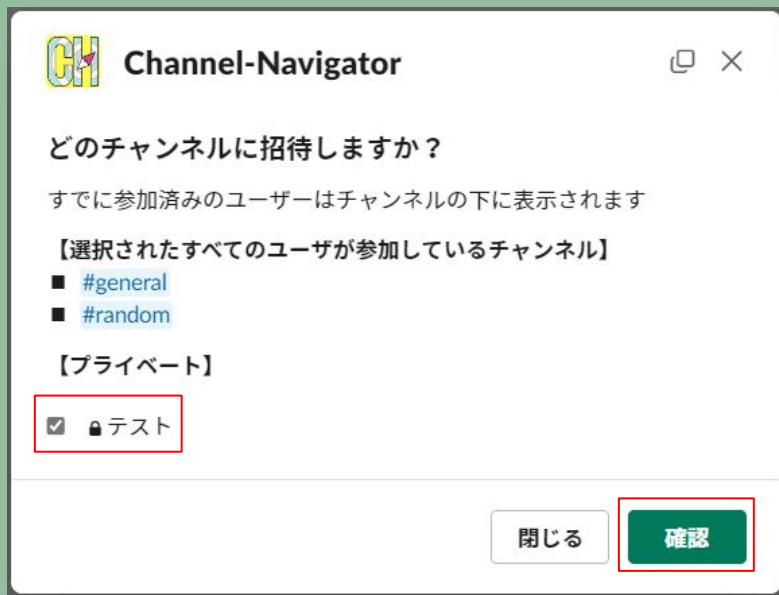 CH Channel-Navigator
どのチャンネルに招待しますか？
すでに参加済みのユーザーはチャンネルの下に表示されます
【選択されたすべてのユーザが参加しているチャンネル】
■ #general
■ #random
【プライベート】
テスト
閉じる 確認